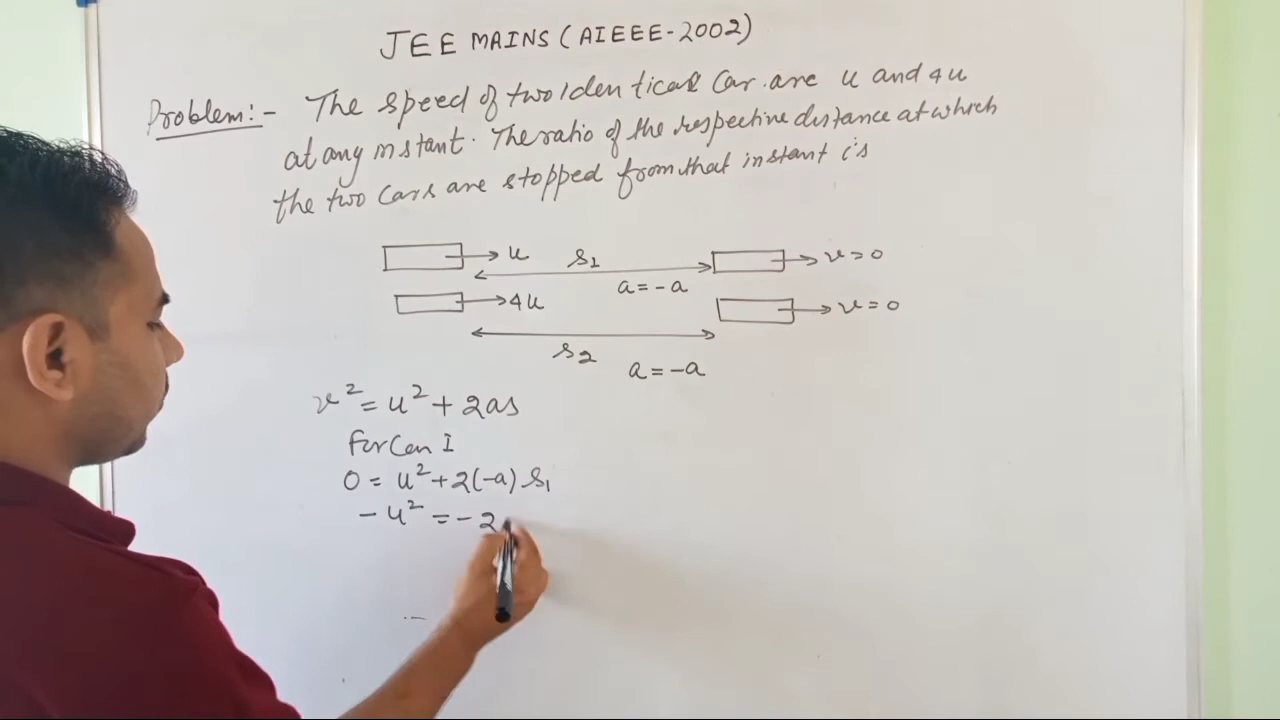 JEE MAINS (AIEEE-2002)
Problem:- The speed of two identical Car. are u and 4u
at any instant. The ratio of the respective distance at which
the two cars are stopped from that instant is
u s1 v=0
a=-a
4u v=0
s2
a=-a
v²=u²+2as
For Car I
0=u²+2(-a) s1
-u²=-2